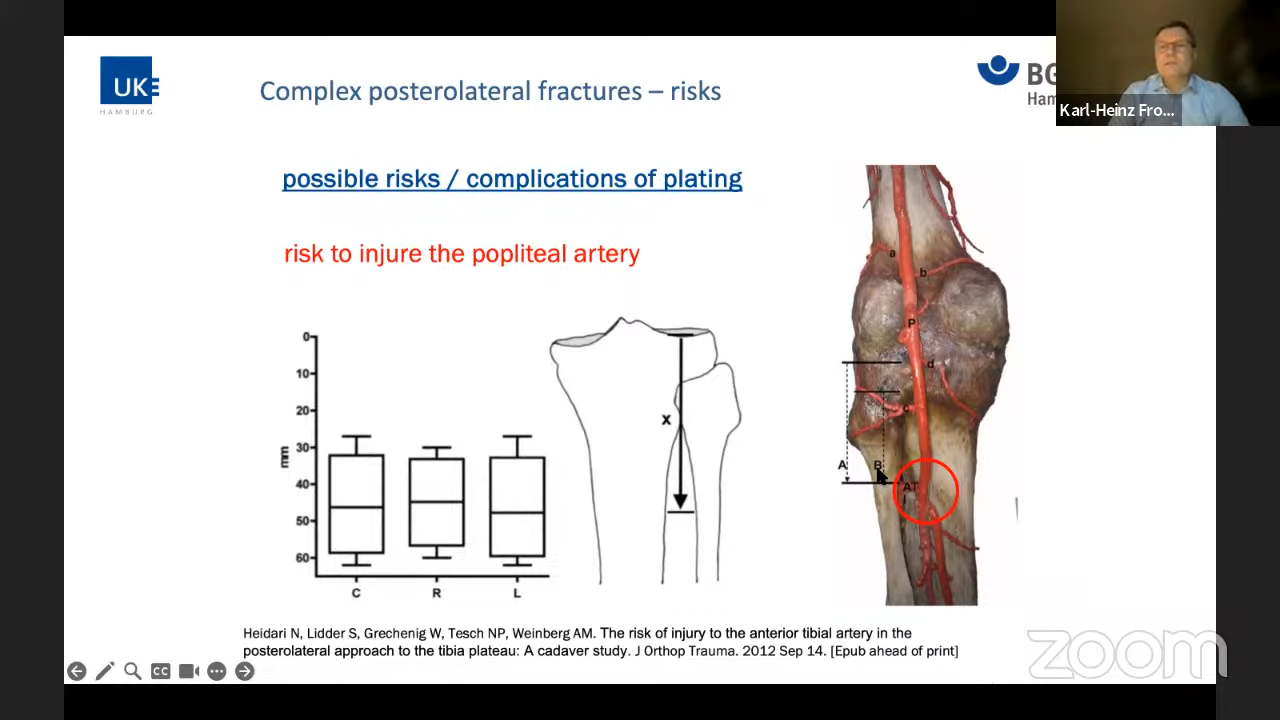 UKE
HAMBURG
Complex posterolateral fractures – risks
BG
Ham
Karl-Heinz Fro...
possible risks / complications of plating
risk to injure the popliteal artery
a
b
P
d
c
A
B
AT
mm
0
10
20
30
40
50
60
C R L
x
Heidari N, Lidder S, Grechenig W, Tesch NP, Weinberg AM. The risk of injury to the anterior tibial artery in the
posterolateral approach to the tibia plateau: A cadaver study. J Orthop Trauma. 2012 Sep 14. [Epub ahead of print]
CC
zoom